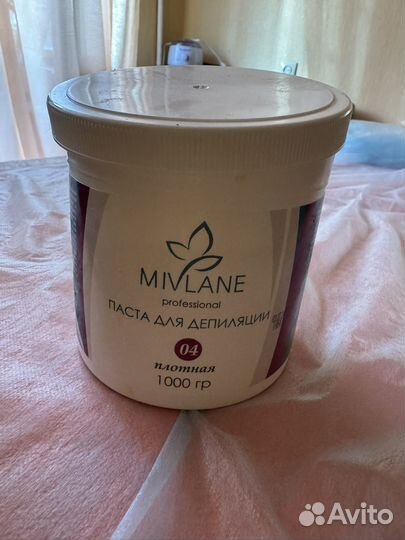 MIVLANE
professional
ПАСТА ДЛЯ ДЕПИЛЯЦИИ
04
плотная
1000 гр
Avito